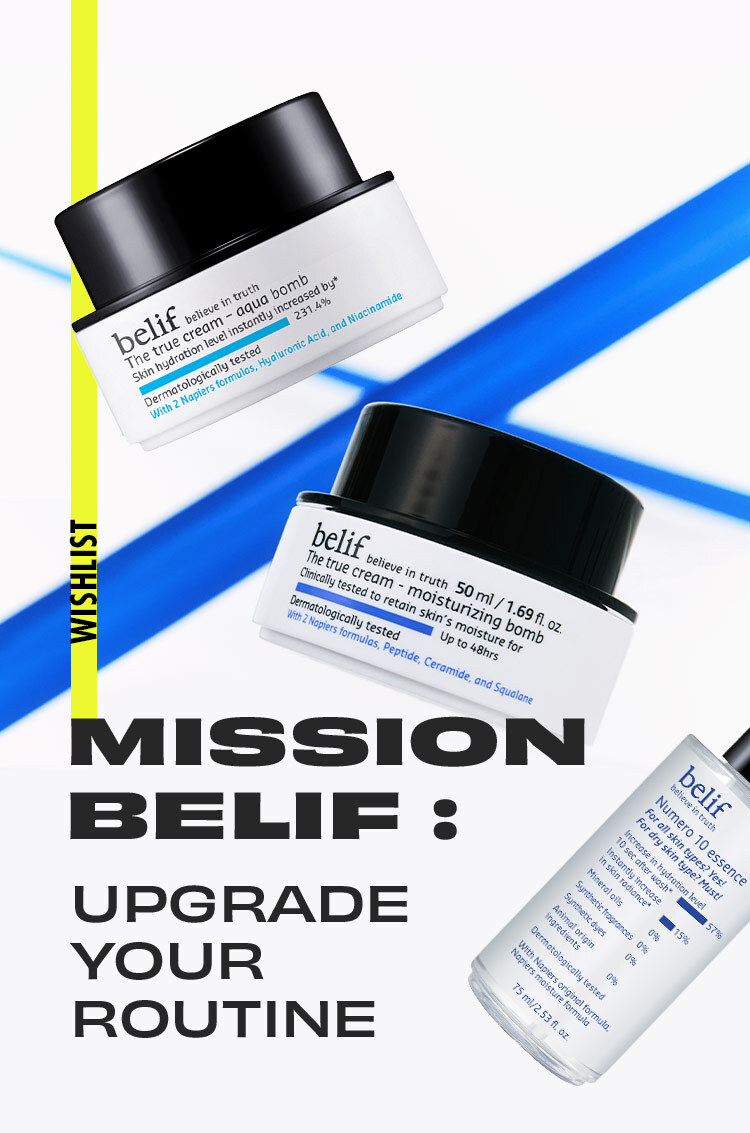 belif believe in truth
The true cream – aqua bomb
Skin hydration level instantly increased by*
231.4%
Dermatologically tested
With 2 Napiers formulas, Hyaluronic Acid, and Niacinamide
belif believe in truth 50 ml / 1.69 fl. oz.
The true cream - moisturizing bomb
Clinically tested to retain skin's moisture for
Up to 48hrs
Dermatologically tested
With 2 Napiers formulas, Peptide, Ceramide, and Squalane
WISHLIST
MISSION
BELIF :
UPGRADE
YOUR
ROUTINE
belif
believe in truth
Numero 10 essence
For all skin types? Yes!
For dry skin type? Must!
Increase in hydration level
10 sec after wash* 57%
Instantly increase
in skin radiance* 15%
Mineral oils 0%
Synthetic fragrances 0%
Synthetic dyes 0%
Animal origin
ingredients 0%
Dermatologically tested
With Napiers original formula,
Napiers moisture formula
75 ml/2.53 fl. oz.